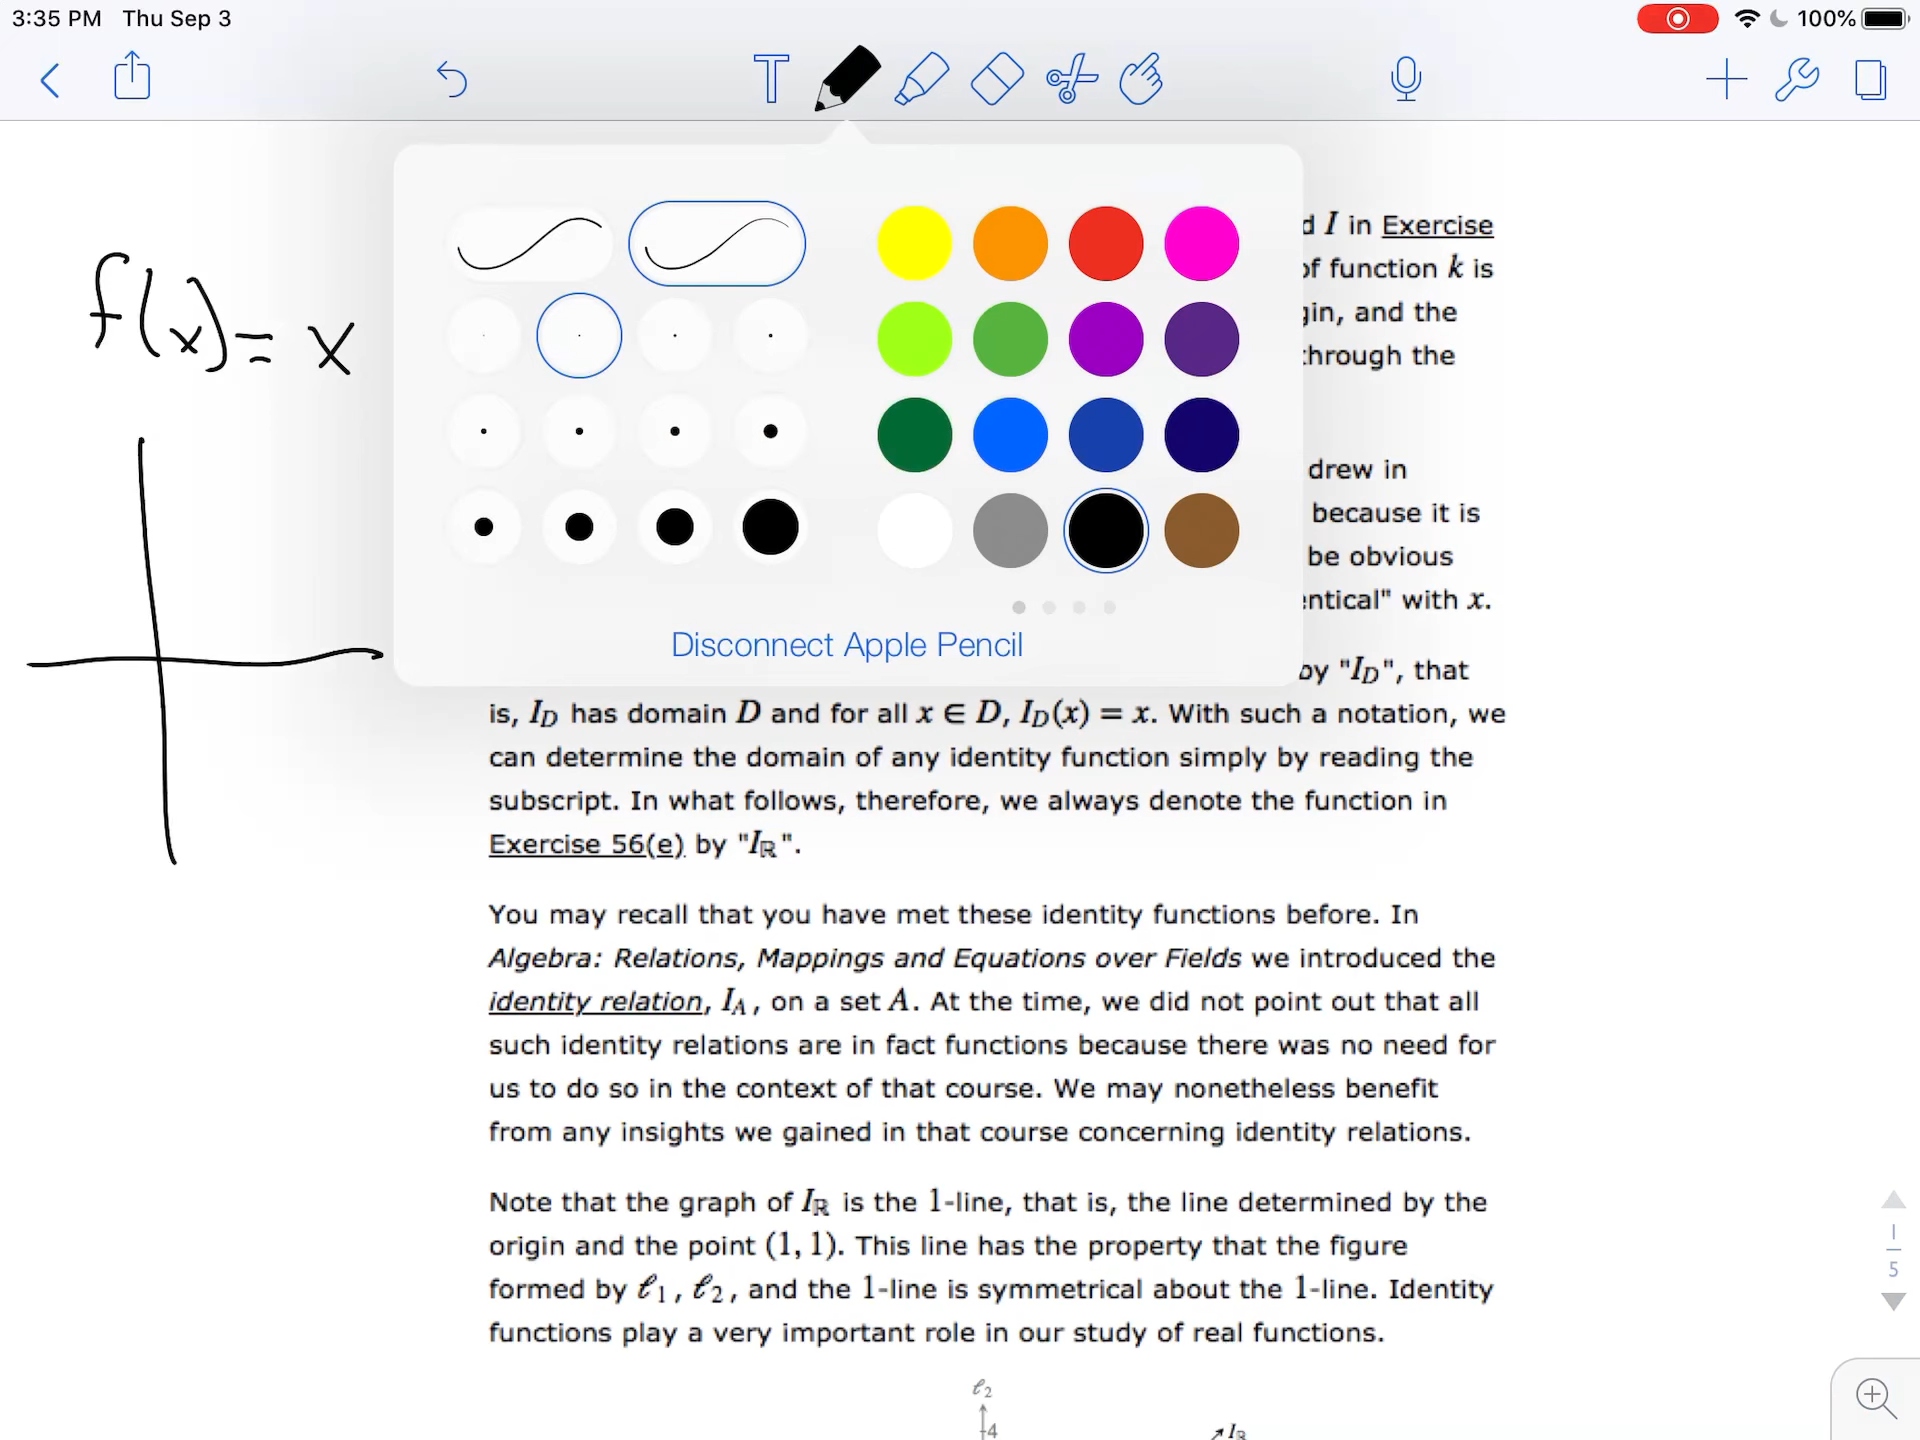 3:35 PM Thu Sep 3
100%
T
f(x) = x
d I in Exercise
of function k is
gin, and the
through the
drew in
because it is
be obvious
entical" with x.
Disconnect Apple Pencil
by "I_D", that
is, I_D has domain D and for all x ∈ D, I_D(x) = x. With such a notation, we
can determine the domain of any identity function simply by reading the
subscript. In what follows, therefore, we always denote the function in
Exercise 56(e) by "I_ℝ".
You may recall that you have met these identity functions before. In
Algebra: Relations, Mappings and Equations over Fields we introduced the
identity relation, I_A, on a set A. At the time, we did not point out that all
such identity relations are in fact functions because there was no need for
us to do so in the context of that course. We may nonetheless benefit
from any insights we gained in that course concerning identity relations.
Note that the graph of I_ℝ is the 1-line, that is, the line determined by the
origin and the point (1, 1). This line has the property that the figure
formed by ℓ1, ℓ2, and the 1-line is symmetrical about the 1-line. Identity
functions play a very important role in our study of real functions.
1
5
ℓ2
4
I_ℝ